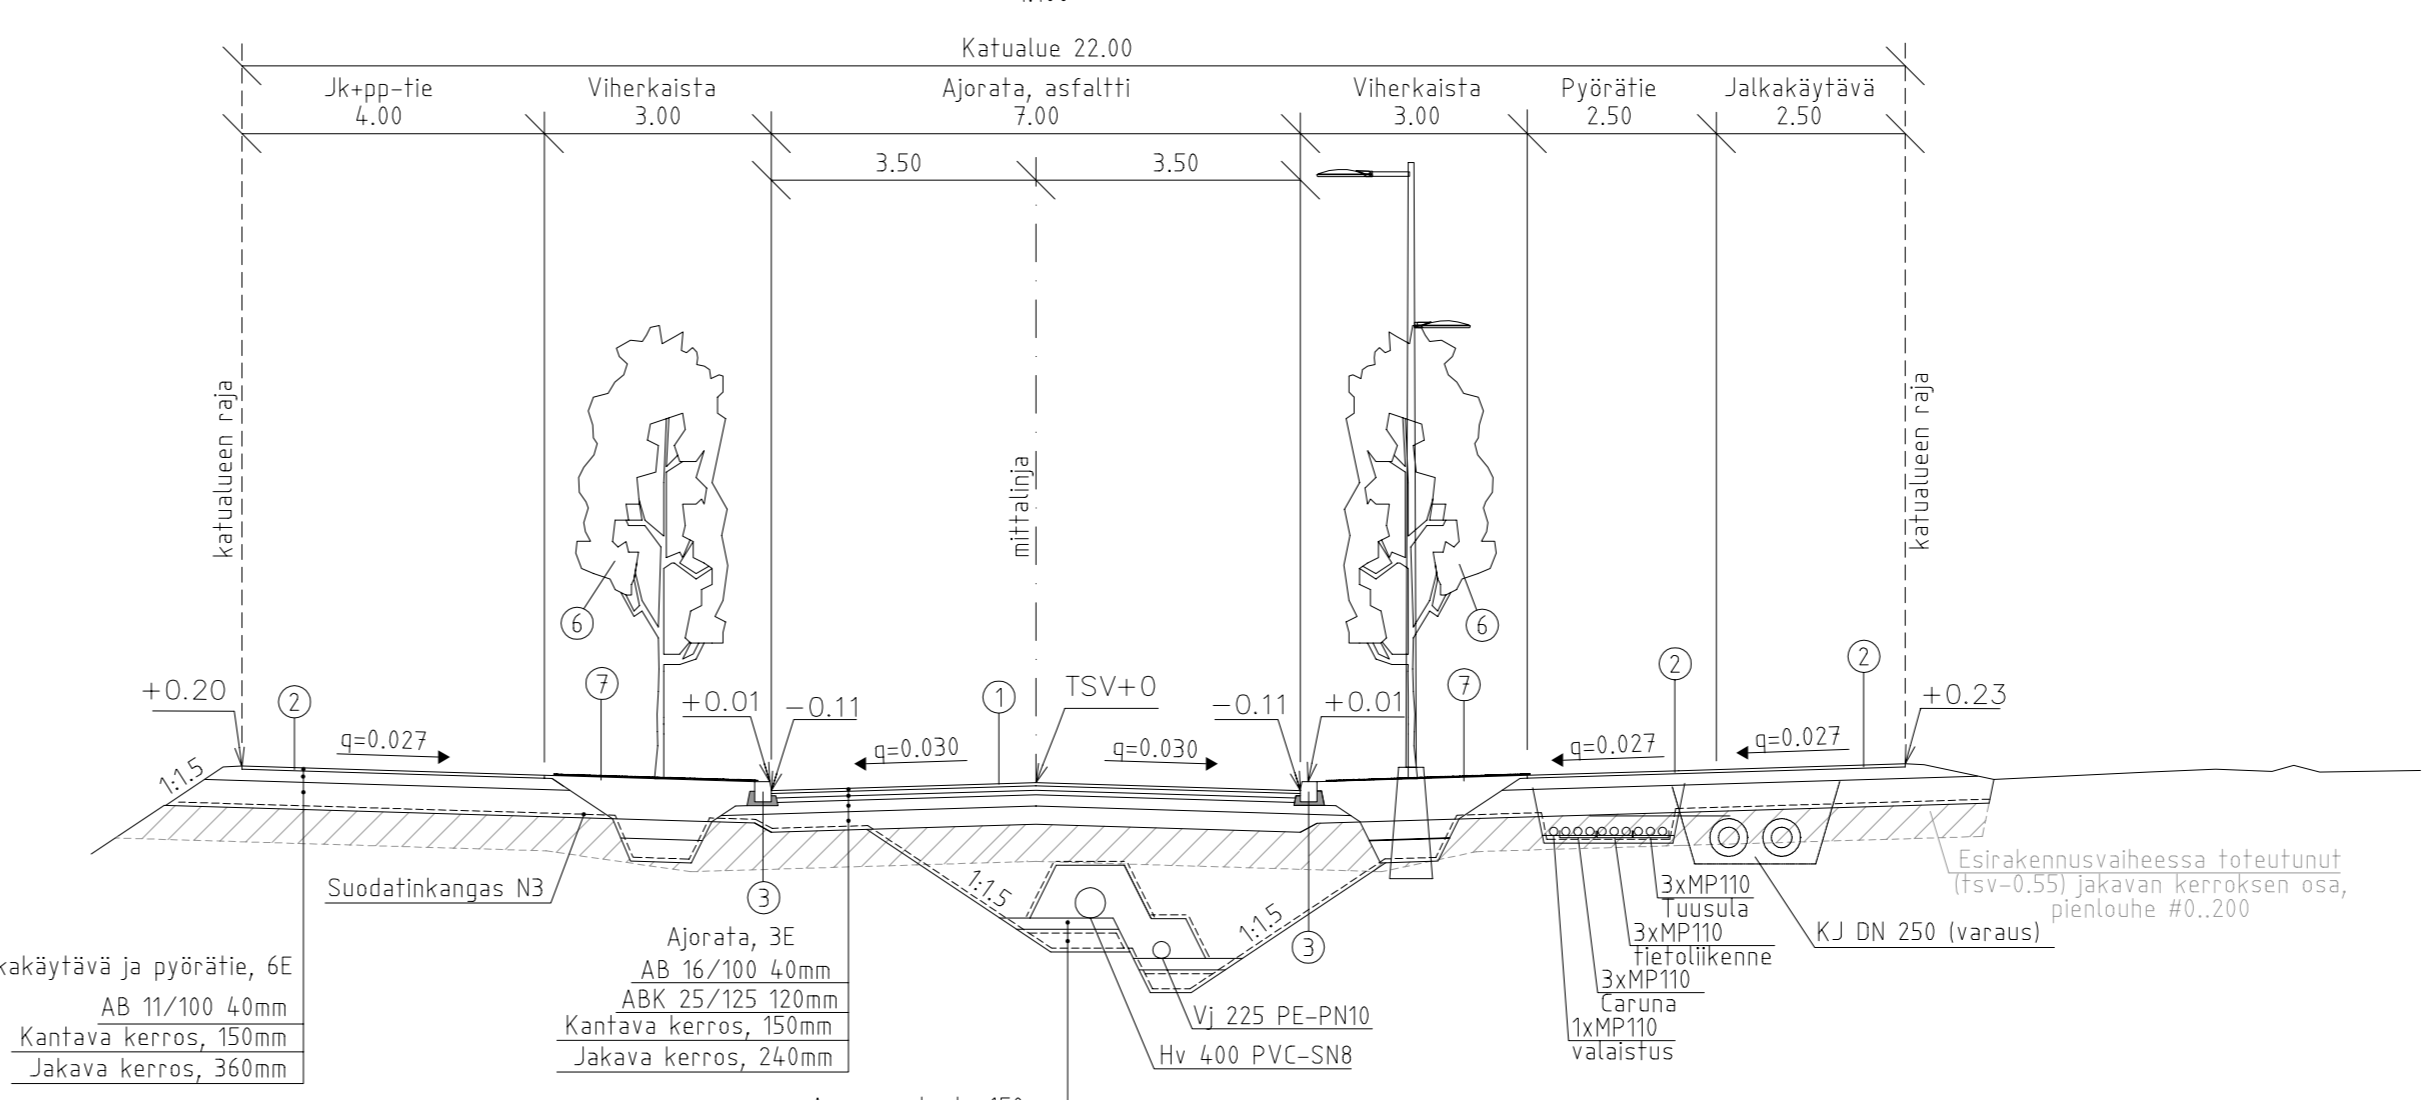 Katualue 22.00
Jk+pp-tie
4.00
Viherkaista
3.00
Ajorata, asfaltti
7.00
Viherkaista
3.00
Pyörätie
2.50
Jalkakäytävä
2.50
3.50
3.50
katualueen raja
mittalinja
katualueen raja
6
6
+0.20
2
q=0.027
1:1.5
7
+0.01
-0.11
q=0.030
1
TSV+0
q=0.030
-0.11
+0.01
7
q=0.027
2
q=0.027
2
+0.23
Suodatinkangas N3
3
1:1.5
1:1.5
3
Esirakennusvaiheessa toteutunut
(tsv-0.55) jakavan kerroksen osa,
pienlouhe #0..200
3xMP110
Tuusula
3xMP110
tietoliikenne
3xMP110
Caruna
1xMP110
valaistus
KJ DN 250 (varaus)
Vj 225 PE-PN10
Hv 400 PVC-SN8
Ajorata, 3E
AB 16/100 40mm
ABK 25/125 120mm
Kantava kerros, 150mm
Jakava kerros, 240mm
kakäytävä ja pyörätie, 6E
AB 11/100 40mm
Kantava kerros, 150mm
Jakava kerros, 360mm